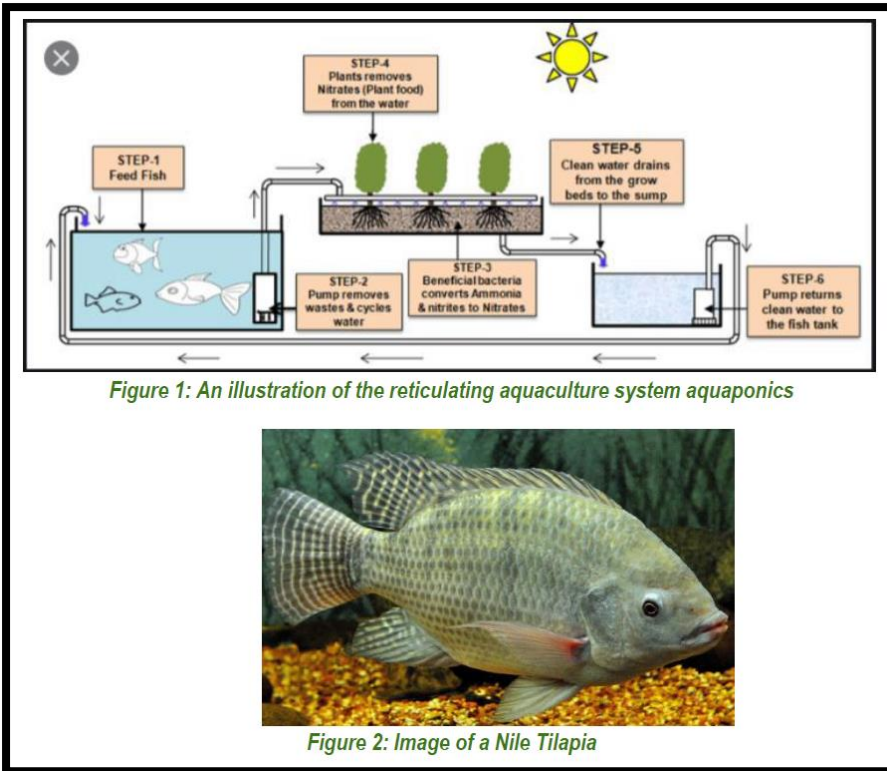 STEP-4
Plants removes
Nitrates (Plant food)
from the water
STEP-1
Feed Fish
STEP-5
Clean water drains
from the grow
beds to the sump
STEP-2
Pump removes
wastes & cycles
water
STEP-3
Beneficial bacteria
converts Ammonia
& nitrites to Nitrates
STEP-6
Pump returns
clean water to
the fish tank
Figure 1: An illustration of the reticulating aquaculture system aquaponics
Figure 2: Image of a Nile Tilapia